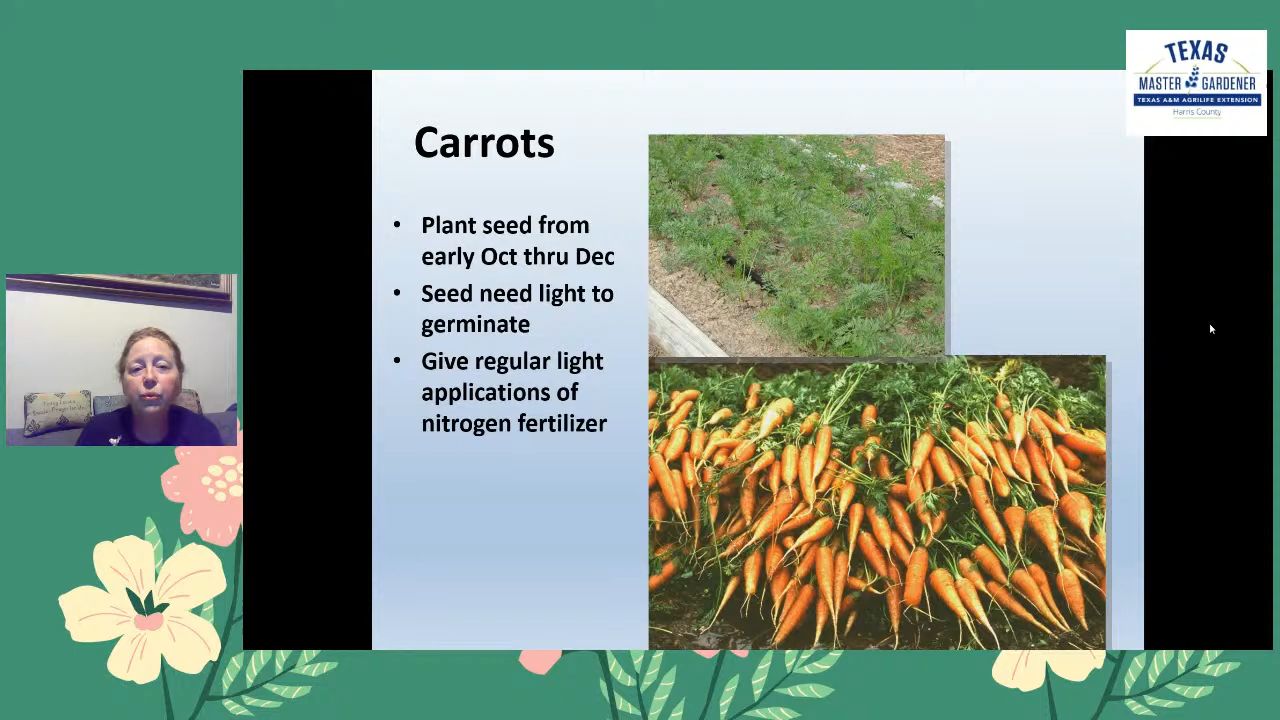 TEXAS
MASTER GARDENER
TEXAS A&M AGRILIFE EXTENSION
Harris County
Carrots
• Plant seed from
early Oct thru Dec
• Seed need light to
germinate
• Give regular light
applications of
nitrogen fertilizer